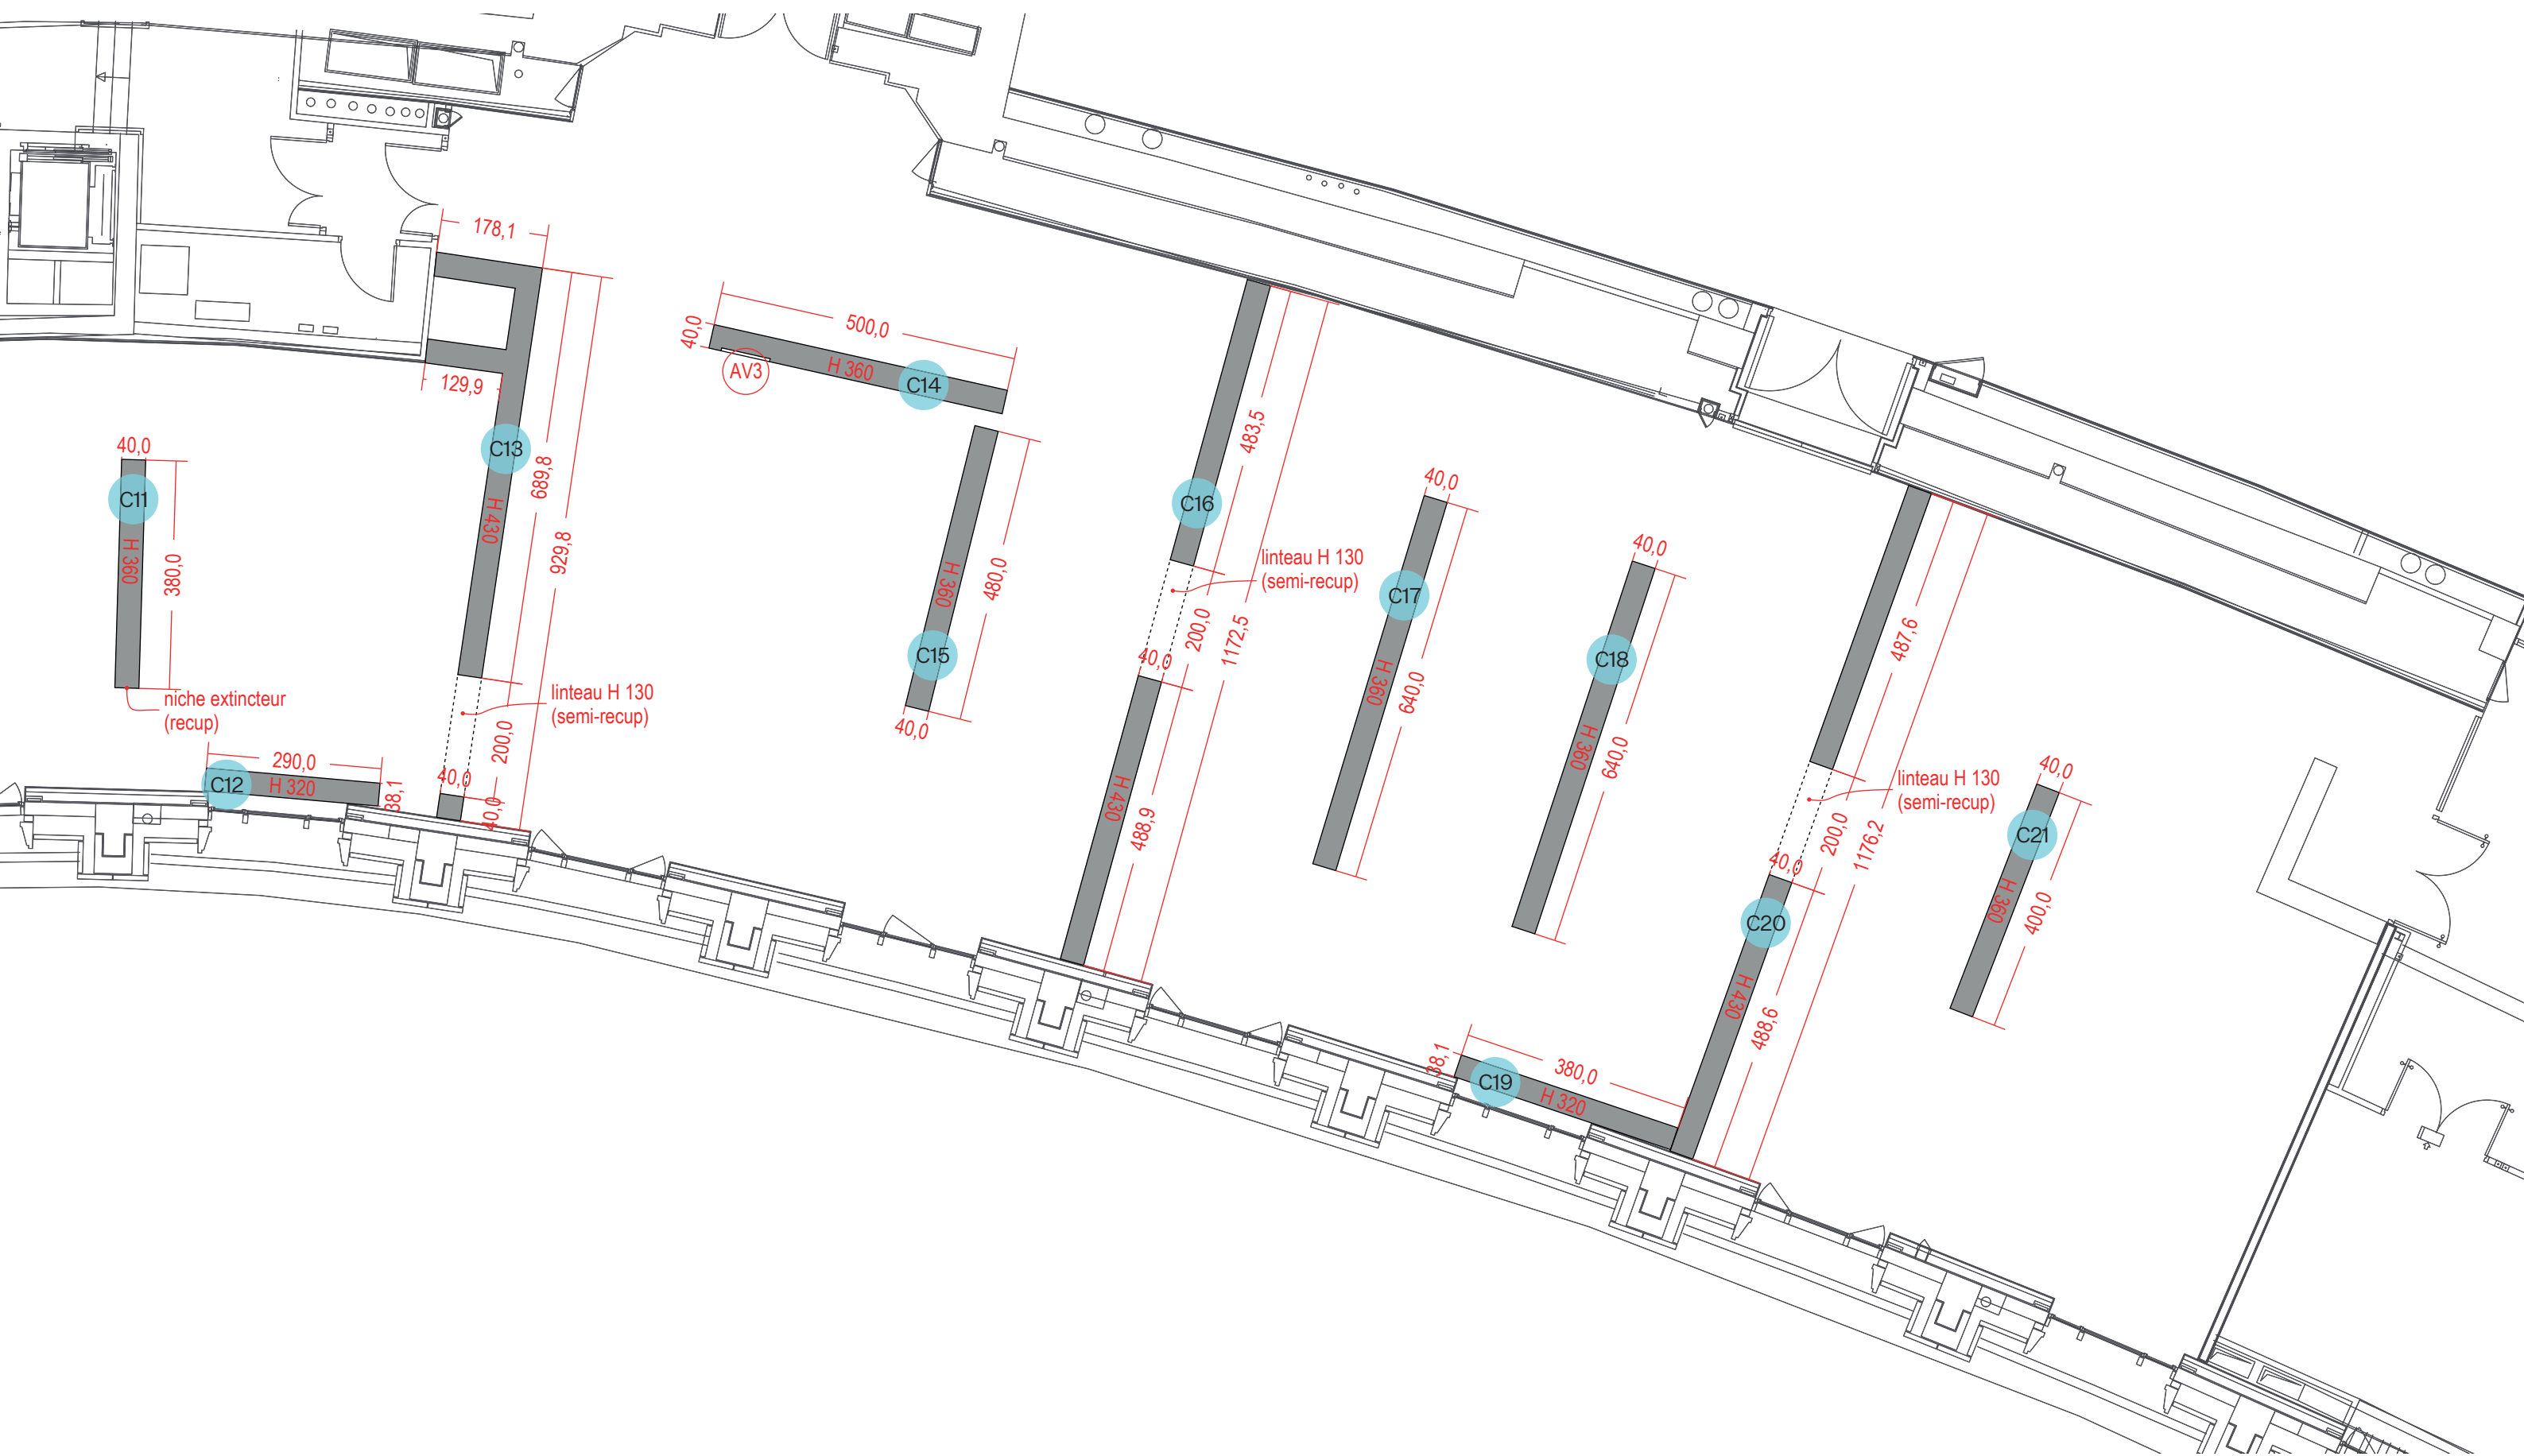 178,1
129,9
C13
H 430
689,8
929,8
linteau H 130
(semi-recup)
200,0
40,0
40,0
40,0
C11
H 360
380,0
niche extincteur
(recup)
290,0
C12
H 320
38,1
500,0
40,0
AV3
H 360
C14
H 360
480,0
C15
40,0
483,5
C16
linteau H 130
(semi-recup)
200,0
1172,5
40,0
H 430
488,9
40,0
C17
H 360
640,0
40,0
C18
H 360
640,0
487,6
linteau H 130
(semi-recup)
200,0
1176,2
40,0
C20
H 430
488,6
38,1
380,0
C19
H 320
40,0
C21
H 360
400,0